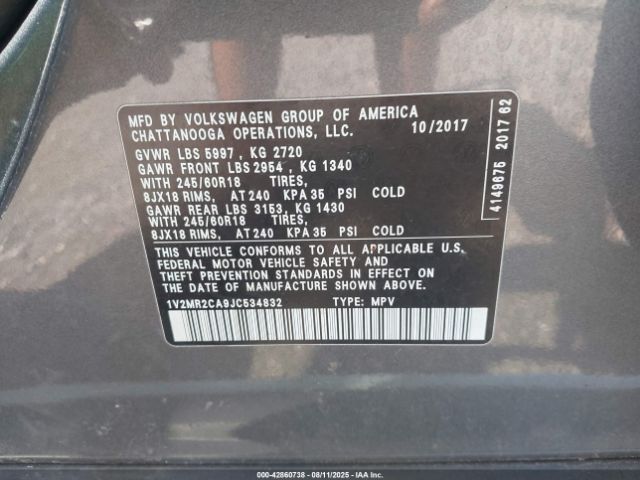 MFD BY VOLKSWAGEN GROUP OF AMERICA
CHATTANOOGA OPERATIONS, LLC. 10/2017
GVWR LBS 5997 , KG 2720
GAWR FRONT LBS 2954 , KG 1340
WITH 245/60R18 TIRES,
8JX18 RIMS, AT 240 KPA 35 PSI COLD
GAWR REAR LBS 3153, KG 1430
WITH 245/60R18 TIRES,
8JX18 RIMS, AT 240 KPA 35 PSI COLD
THIS VEHICLE CONFORMS TO ALL APPLICABLE U.S.
FEDERAL MOTOR VEHICLE SAFETY AND
THEFT PREVENTION STANDARDS IN EFFECT ON
THE DATE OF MANUFACTURE SHOWN ABOVE.
1V2MR2CA9JC534832 TYPE: MPV
4149675 2017 62
000-42860738 - 08/11/2025 - © IAA, Inc.